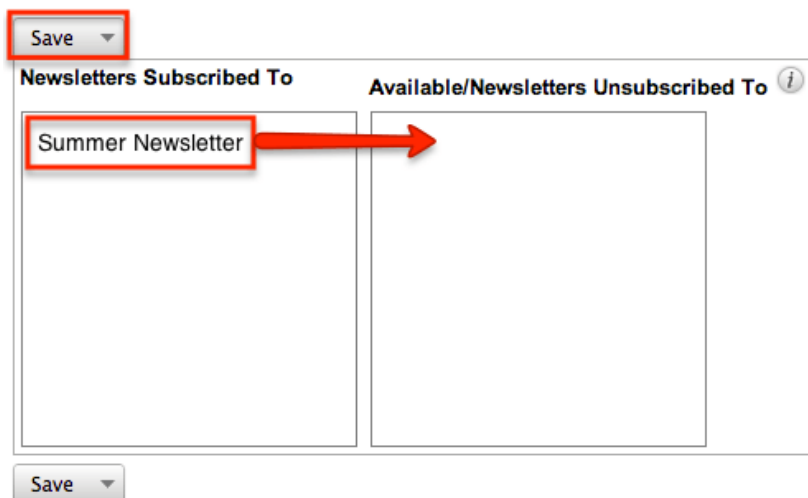 Save
Newsletters Subscribed To
Available/Newsletters Unsubscribed To i
Summer Newsletter
Save